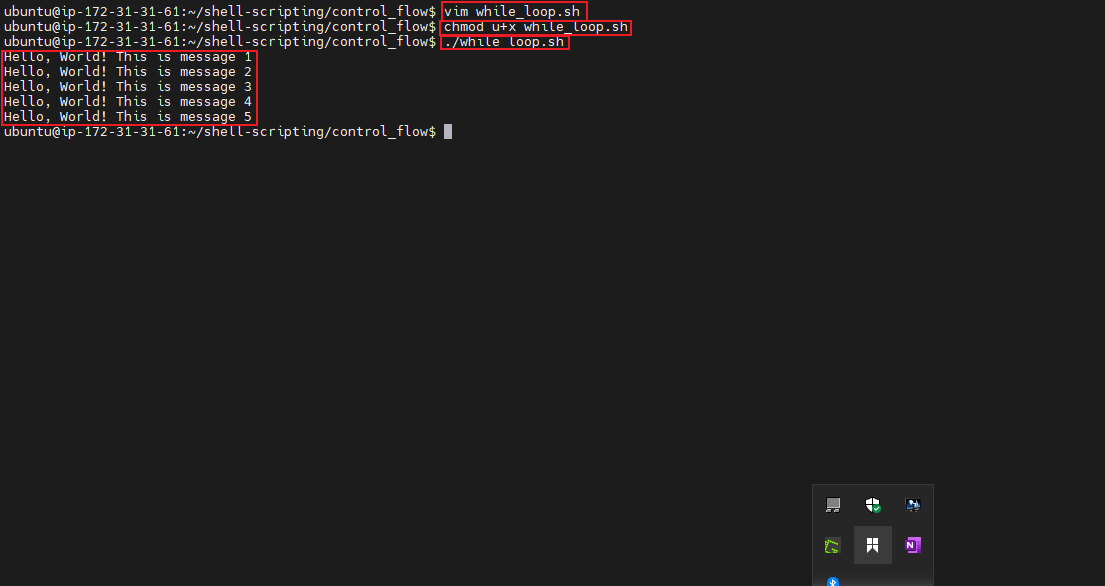 ubuntu@ip-172-31-31-61:~/shell-scripting/control_flow$ vim while_loop.sh
ubuntu@ip-172-31-31-61:~/shell-scripting/control_flow$ chmod u+x while_loop.sh
ubuntu@ip-172-31-31-61:~/shell-scripting/control_flow$ ./while_loop.sh
Hello, World! This is message 1
Hello, World! This is message 2
Hello, World! This is message 3
Hello, World! This is message 4
Hello, World! This is message 5
ubuntu@ip-172-31-31-61:~/shell-scripting/control_flow$
N